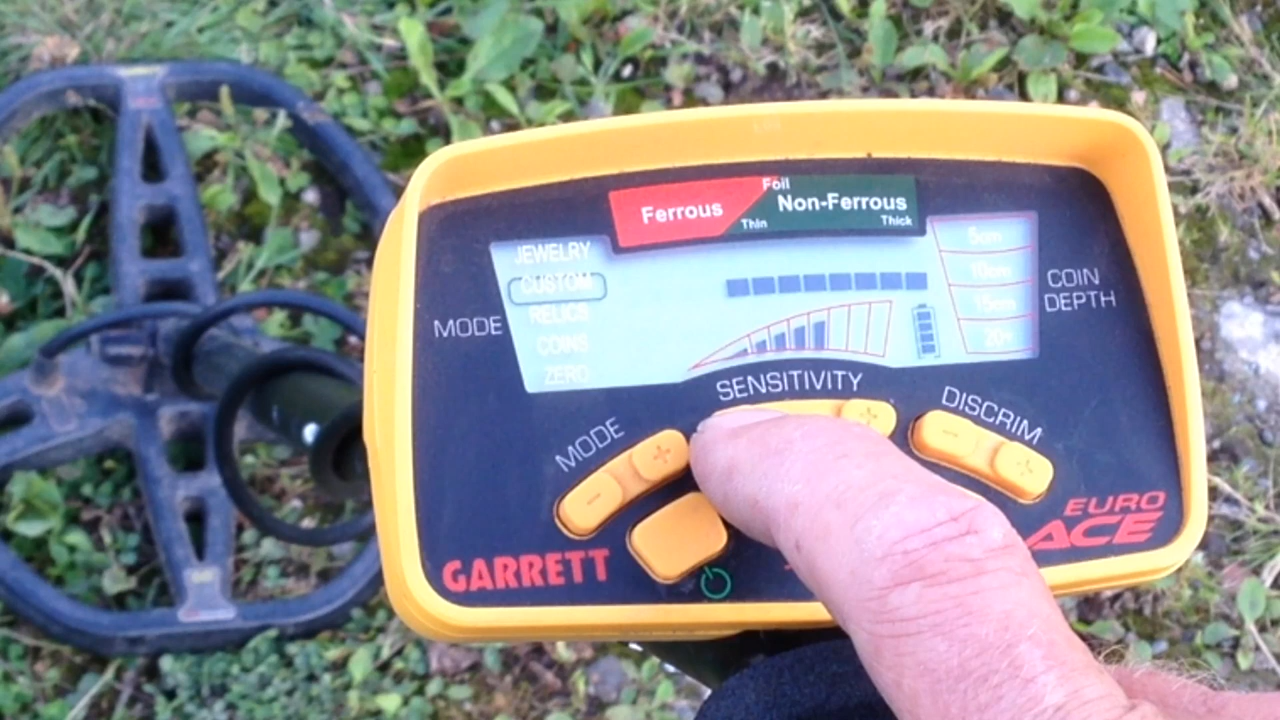 Foil
Ferrous
Non-Ferrous
Thin
Thick
JEWELRY
CUSTOM
RELICS
COINS
ZERO
MODE
5cm
10cm
15cm
COIN
DEPTH
SENSITIVITY
MODE
DISCRIM
+
+
-
-
+
GARRETT
EURO
ACE